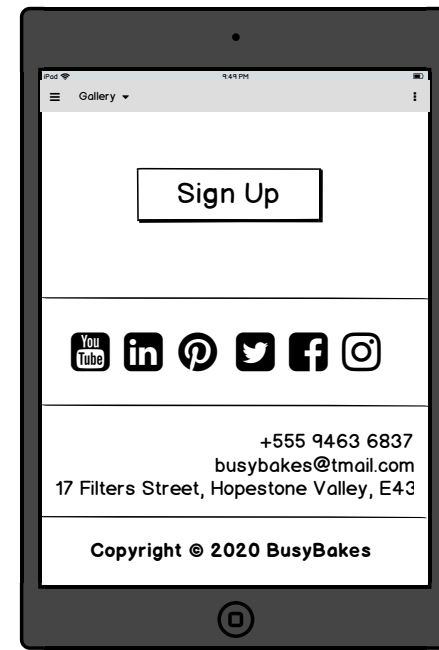 iPad 9:49 PM
Gallery
Sign Up
You Tube in
+555 9463 6837
busybakes@tmail.com
17 Filters Street, Hopestone Valley, E43
Copyright © 2020 BusyBakes